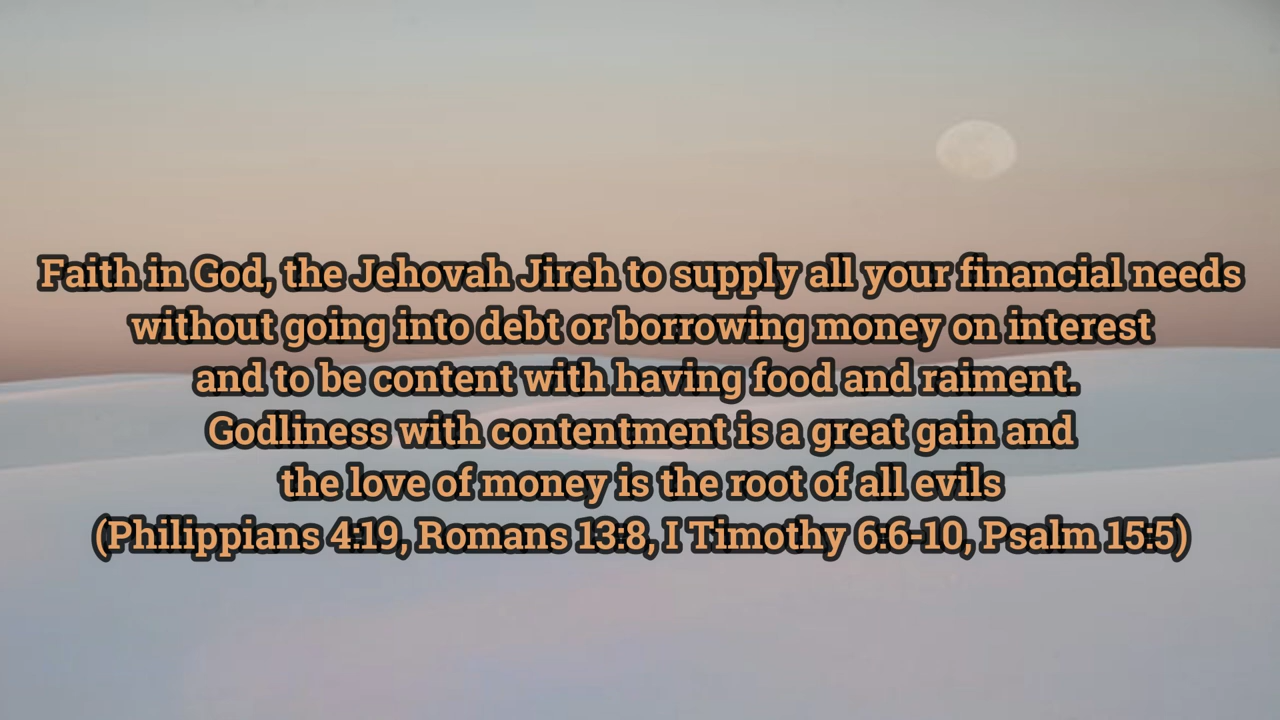 Faith in God, the Jehovah Jireh to supply all your financial needs
without going into debt or borrowing money on interest
and to be content with having food and raiment.
Godliness with contentment is a great gain and
the love of money is the root of all evils
(Philippians 4:19, Romans 13:8, I Timothy 6:6-10, Psalm 15:5)